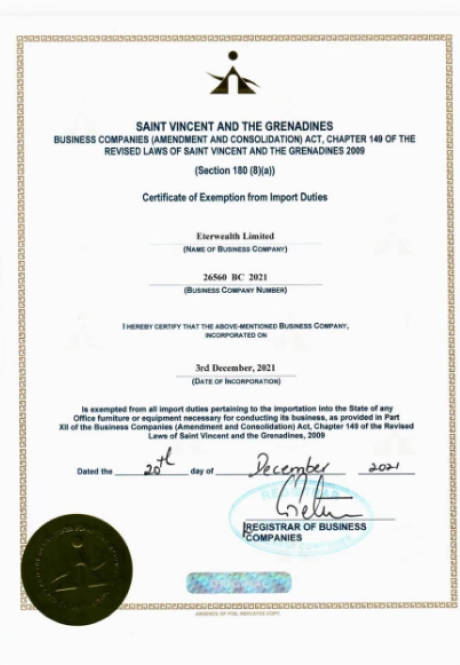 SAINT VINCENT AND THE GRENADINES
BUSINESS COMPANIES (AMENDMENT AND CONSOLIDATION) ACT, CHAPTER 149 OF THE
REVISED LAWS OF SAINT VINCENT AND THE GRENADINES 2009
(Section 180 (8)(a))
Certificate of Exemption from Import Duties
Eterwealth Limited
(NAME OF BUSINESS COMPANY)
26560 BC 2021
(BUSINESS COMPANY NUMBER)
I HEREBY CERTIFY THAT THE ABOVE-MENTIONED BUSINESS COMPANY,
INCORPORATED ON
3rd December, 2021
(DATE OF INCORPORATION)
Is exempted from all import duties pertaining to the importation into the State of any
Office furniture or equipment necessary for conducting its business, as provided in Part
XII of the Business Companies (Amendment and Consolidation) Act, Chapter 149 of the Revised
Laws of Saint Vincent and the Grenadines, 2009
Dated the 20th day of December 2021
REGISTRAR
REGISTRAR OF BUSINESS
COMPANIES
ABSENCE OF FOIL INDICATES COPY